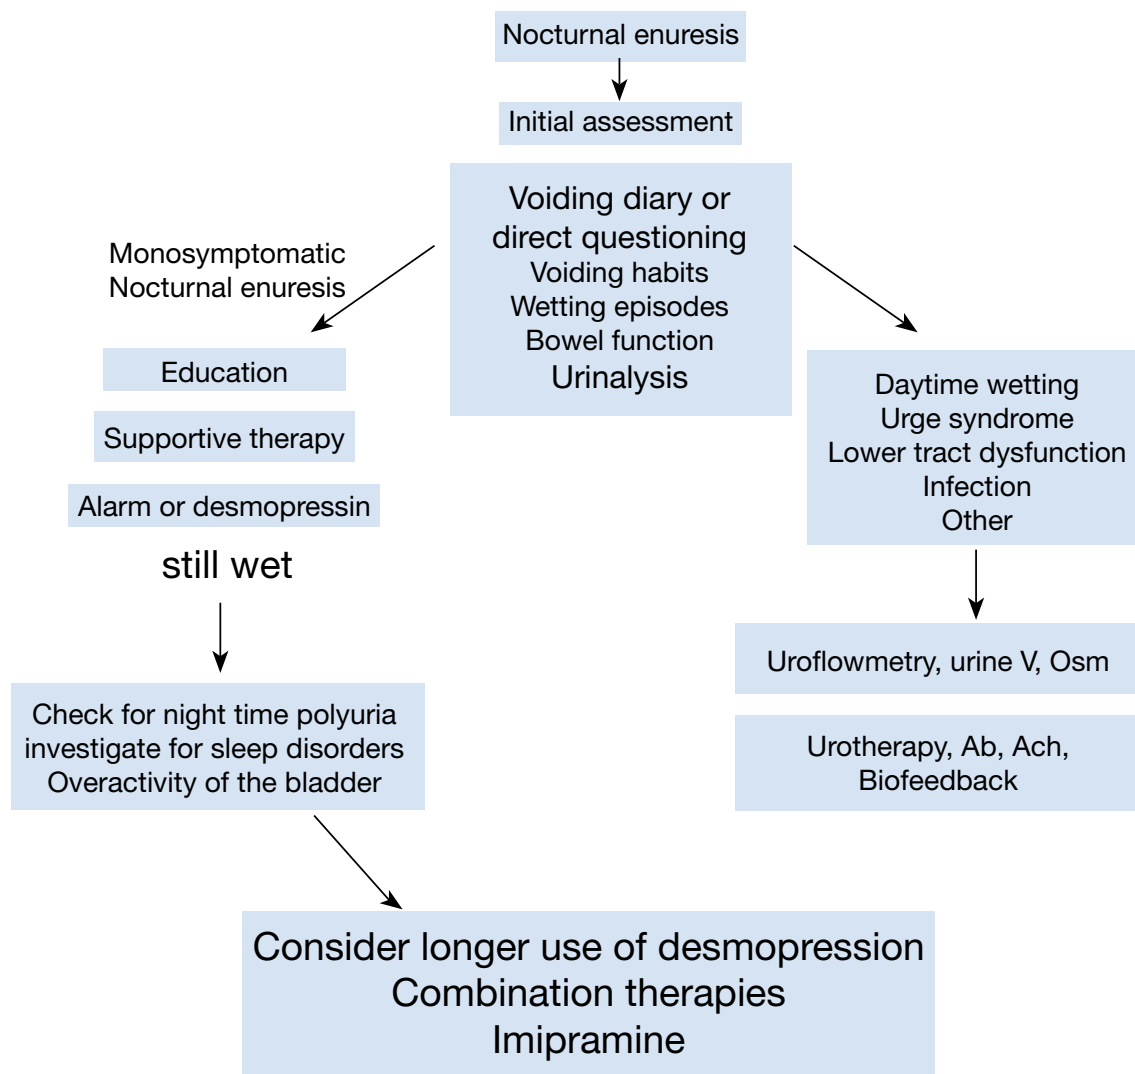 Nocturnal enuresis
Initial assessment
Voiding diary or
direct questioning
Voiding habits
Wetting episodes
Bowel function
Urinalysis
Monosymptomatic
Nocturnal enuresis
Education
Supportive therapy
Alarm or desmopressin
still wet
Check for night time polyuria
investigate for sleep disorders
Overactivity of the bladder
Daytime wetting
Urge syndrome
Lower tract dysfunction
Infection
Other
Uroflowmetry, urine V, Osm
Urotherapy, Ab, Ach,
Biofeedback
Consider longer use of desmopression
Combination therapies
Imipramine